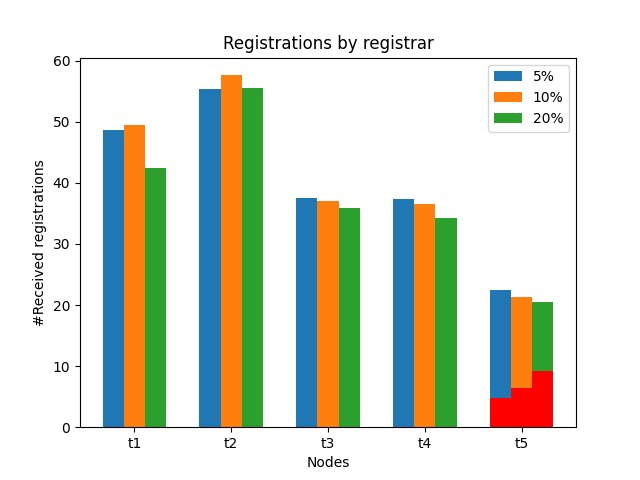 Registrations by registrar
60
50
40
30
20
10
0
#Received registrations
5%
10%
20%
t1 t2 t3 t4 t5
Nodes